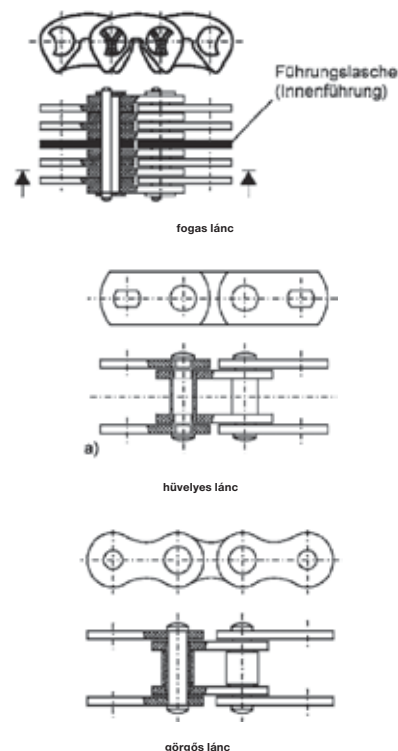 Führungslasche
(Innenführung)
fogas lánc
a)
hüvelyes lánc
görgős lánc